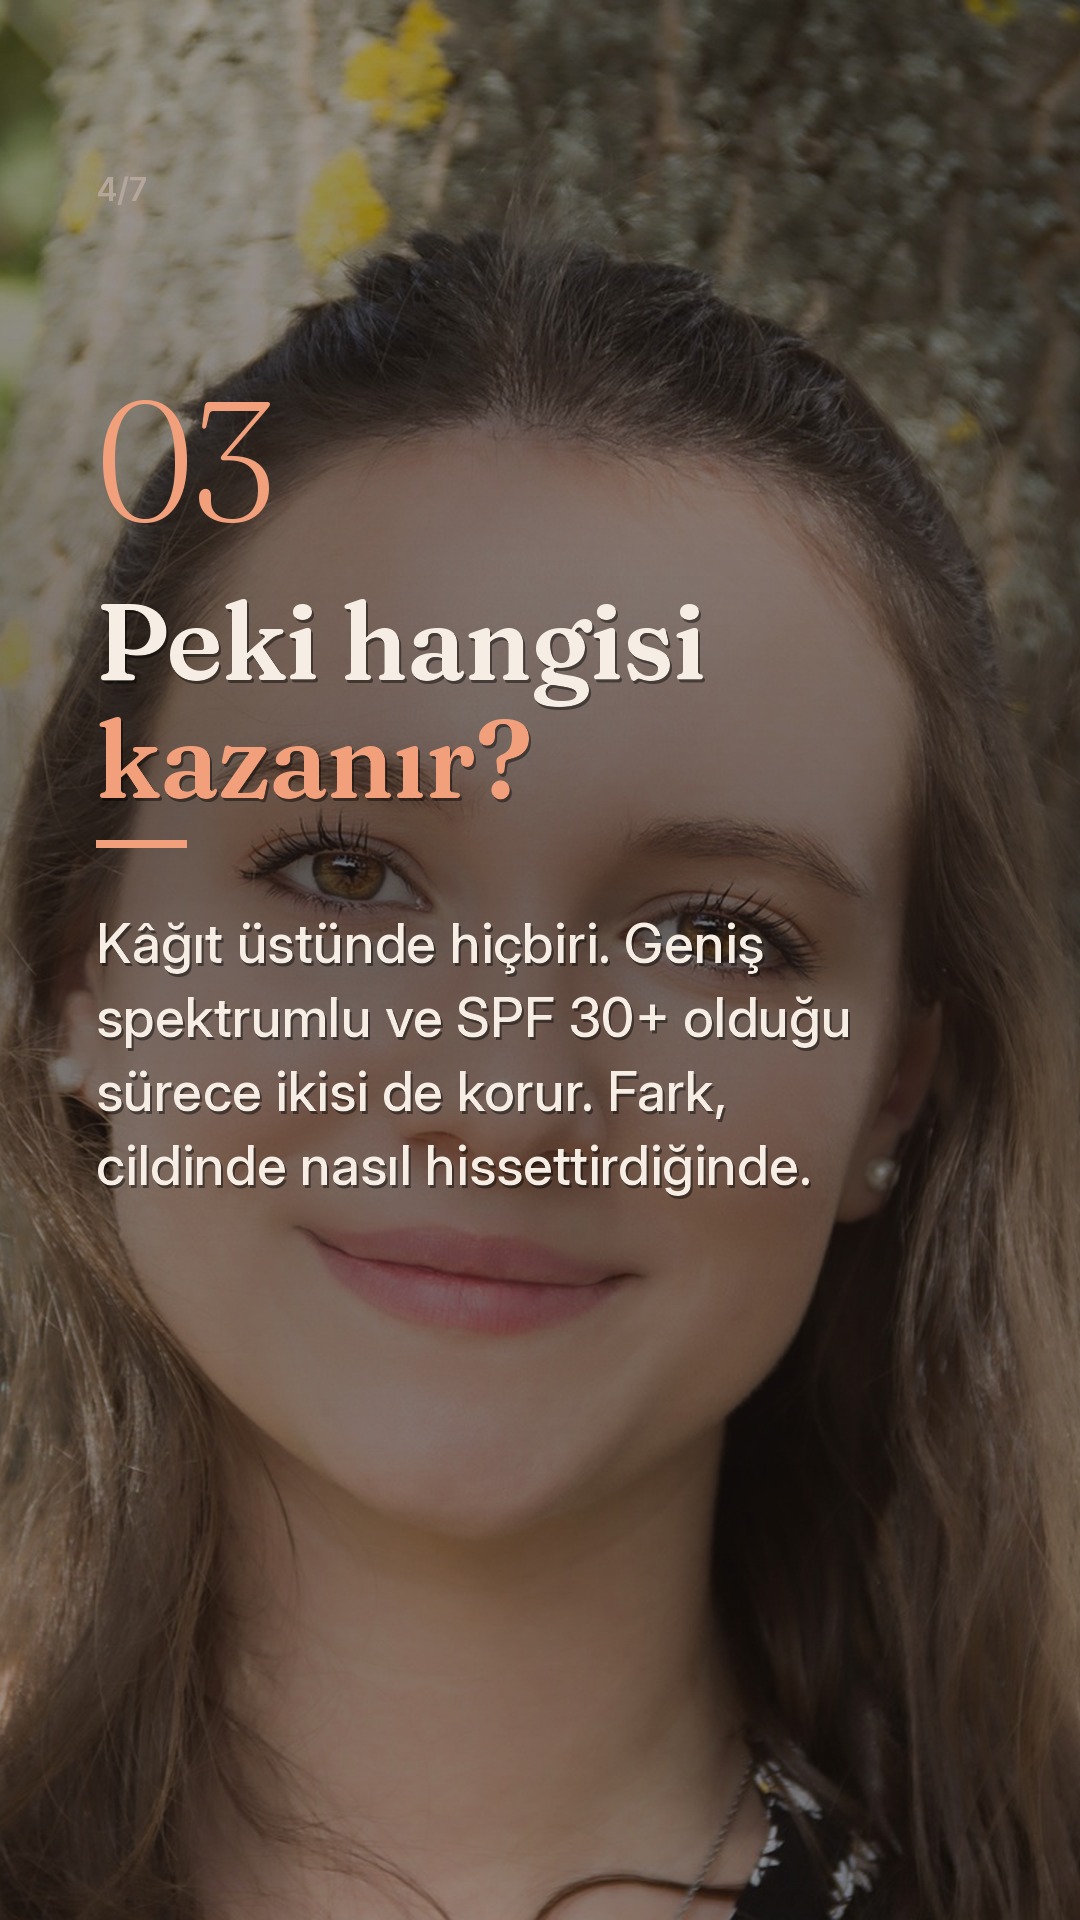 4/7
03
Peki hangisi
kazanır?
Kâğıt üstünde hiçbiri. Geniş
spektrumlu ve SPF 30+ olduğu
sürece ikisi de korur. Fark,
cildinde nasıl hissettirdiğinde.